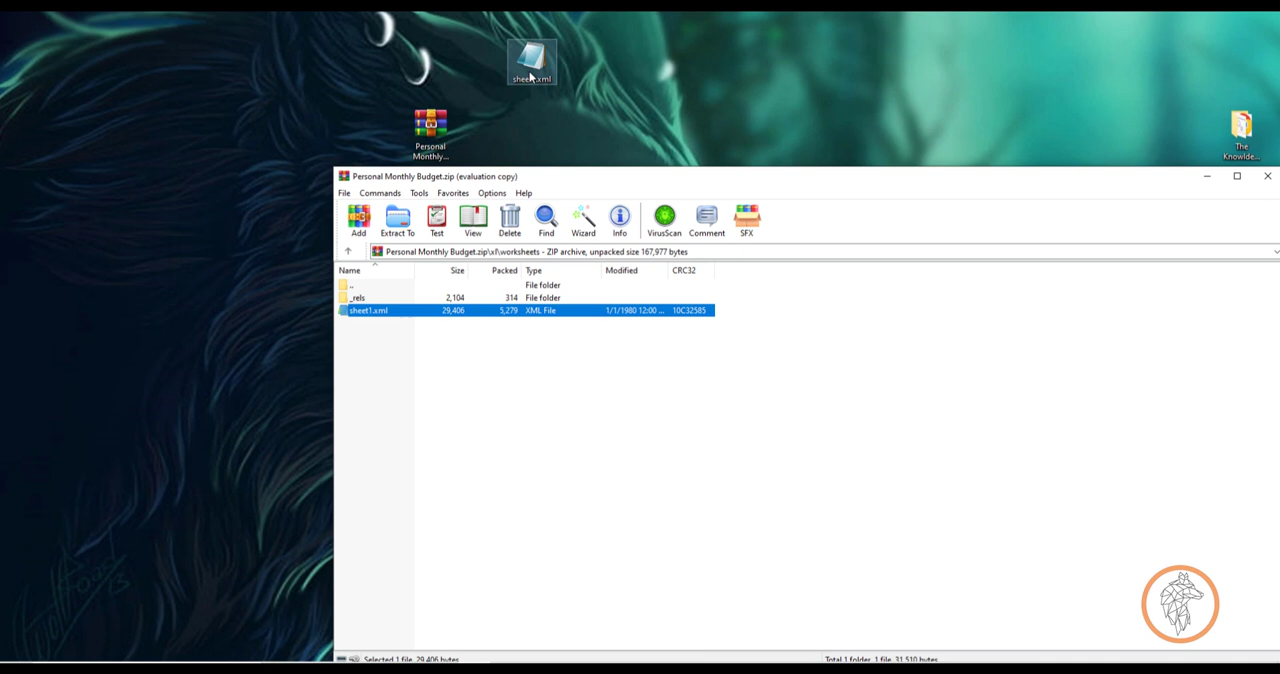 sheet1.xml
Personal
Monthly...
The
Knowlde...
Personal Monthly Budget.zip (evaluation copy)
File Commands Tools Favorites Options Help
Add Extract To Test View Delete Find Wizard Info VirusScan Comment SFX
Personal Monthly Budget.zip\xl\worksheets - ZIP archive, unpacked size 167,977 bytes
Name Size Packed Type Modified CRC32
.. File folder
_rels 2,104 314 File folder
sheet1.xml 29,406 5,279 XML File 1/1/1980 12:00 ... 10C32585
Selected 1 file, 29,406 bytes Total 1 folder, 1 file, 31,510 bytes